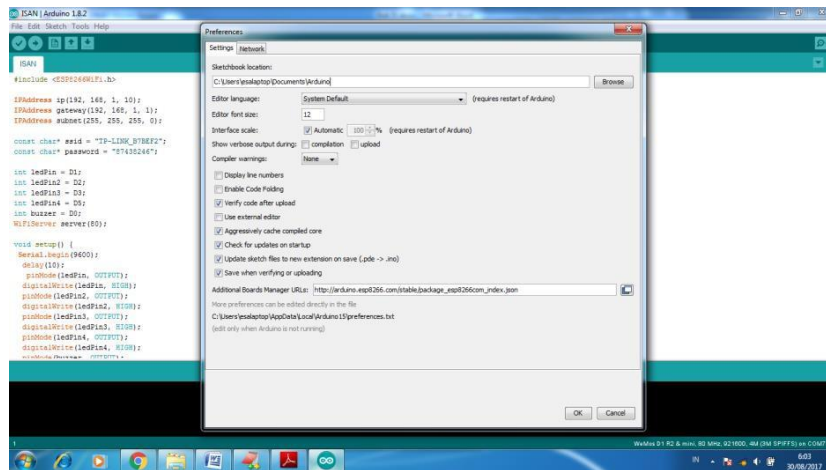 ISAN | Arduino 1.8.2
File Edit Sketch Tools Help
ISAN
#include <ESP8266WiFi.h>
IPAddress ip(192, 168, 1, 10);
IPAddress gateway(192, 168, 1, 1);
IPAddress subnet(255, 255, 255, 0);
const char* ssid = "TP-LINK_B7BEF2";
const char* password = "87438246";
int ledPin = D1;
int ledPin2 = D2;
int ledPin3 = D3;
int ledPin4 = D5;
int buzzer = D0;
WiFiServer server(80);
void setup() {
Serial.begin(9600);
delay(10);
pinMode(ledPin, OUTPUT);
digitalWrite(ledPin, HIGH);
pinMode(ledPin2, OUTPUT);
digitalWrite(ledPin2, HIGH);
pinMode(ledPin3, OUTPUT);
digitalWrite(ledPin3, HIGH);
pinMode(ledPin4, OUTPUT);
digitalWrite(ledPin4, HIGH);
pinMode(buzzer, OUTPUT);
Preferences
Settings Network
Sketchbook location:
C:\Users\esalaptop\Documents\Arduino
Browse
Editor language: System Default (requires restart of Arduino)
Editor font size: 12
Interface scale: Automatic 100 % (requires restart of Arduino)
Show verbose output during: compilation upload
Compiler warnings: None
Display line numbers
Enable Code Folding
Verify code after upload
Use external editor
Aggressively cache compiled core
Check for updates on startup
Update sketch files to new extension on save (.pde -> .ino)
Save when verifying or uploading
Additional Boards Manager URLs: http://arduino.esp8266.com/stable/package_esp8266com_index.json
More preferences can be edited directly in the file
C:\Users\esalaptop\AppData\Local\Arduino15\preferences.txt
(edit only when Arduino is not running)
OK Cancel
1
WeMos D1 R2 & mini, 80 MHz, 921600, 4M (3M SPIFFS) on COM7
IN
6:03
30/08/2017